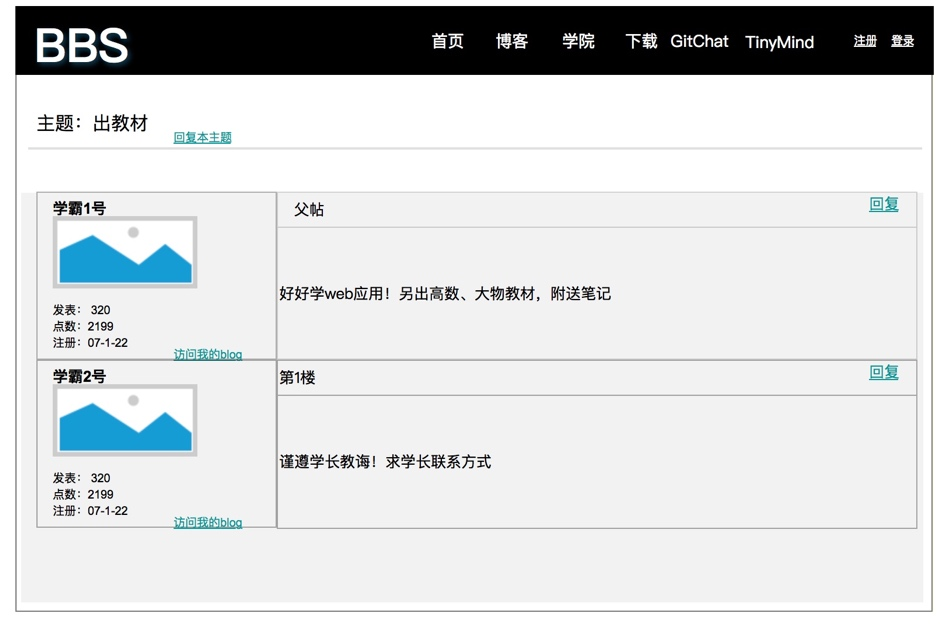 BBS 首页 博客 学院 下载 GitChat TinyMind 注册 登录
主题：出教材
回复本主题
学霸1号
父帖
回复
好好学web应用！另出高数、大物教材，附送笔记
发表： 320
点数：2199
注册：07-1-22
访问我的blog
学霸2号
第1楼
回复
谨遵学长教诲！求学长联系方式
发表： 320
点数：2199
注册：07-1-22
访问我的blog